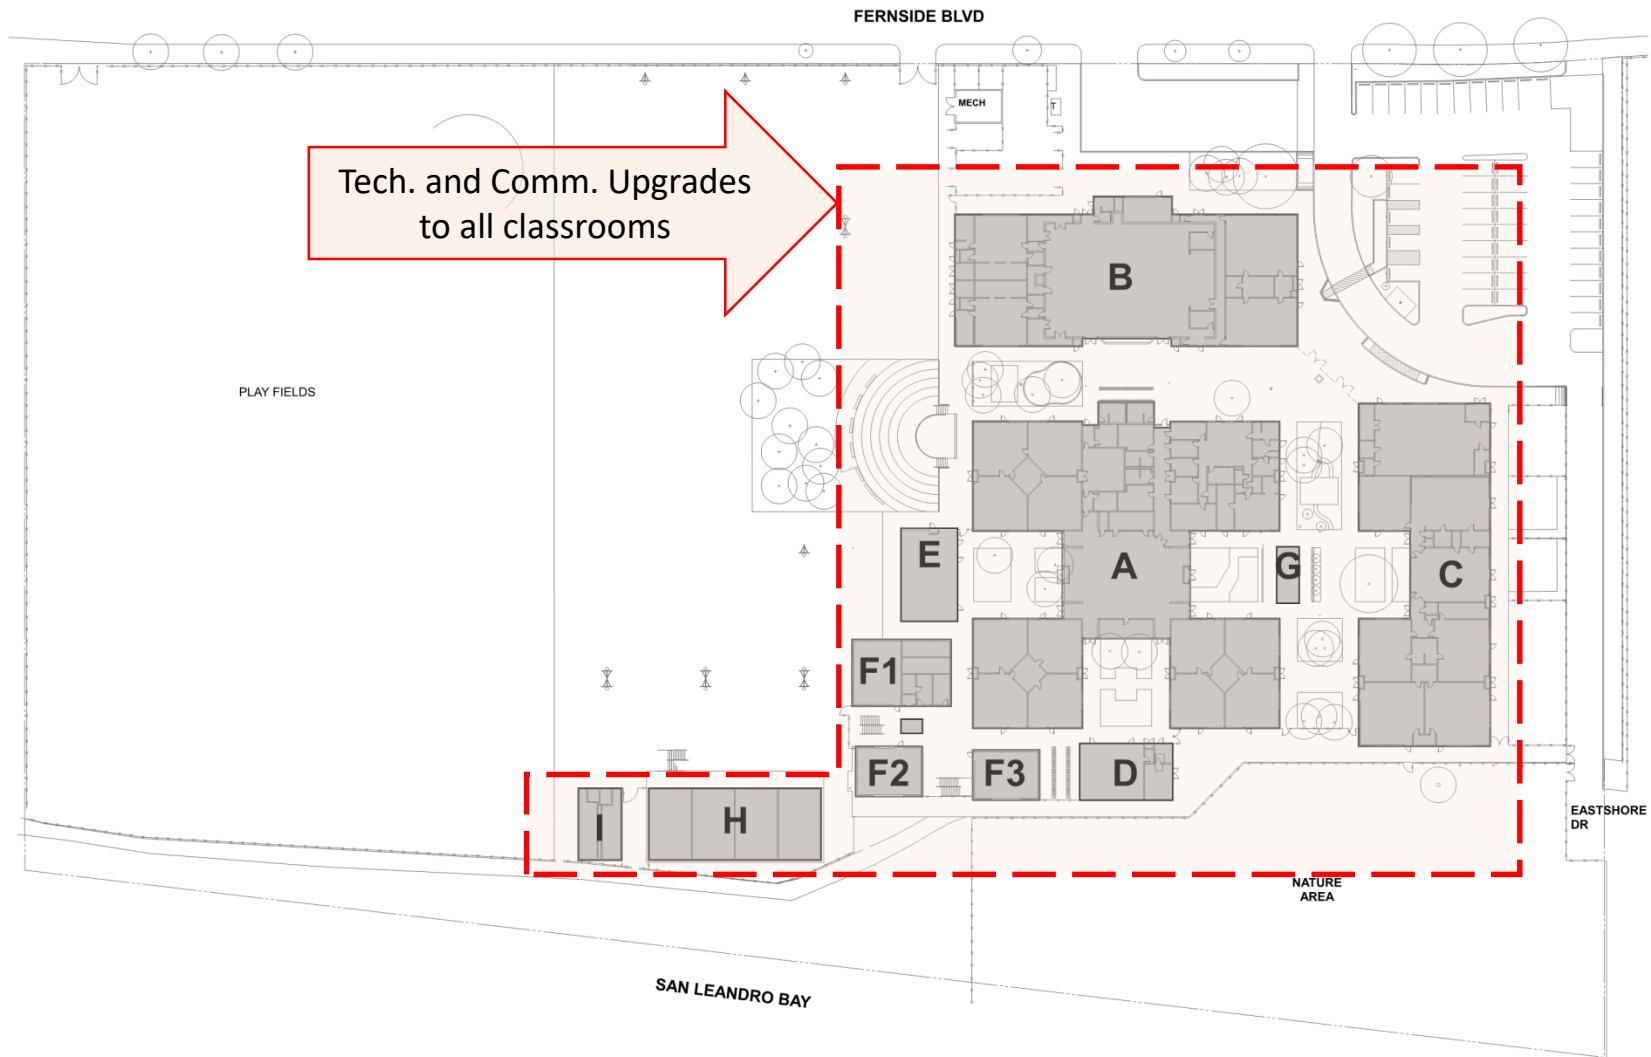 FERNSIDE BLVD
MECH
T
Tech. and Comm. Upgrades
to all classrooms
B
PLAY FIELDS
E
A
G
C
F1
F2
F3
D
I
H
EASTSHORE
DR
NATURE
AREA
SAN LEANDRO BAY